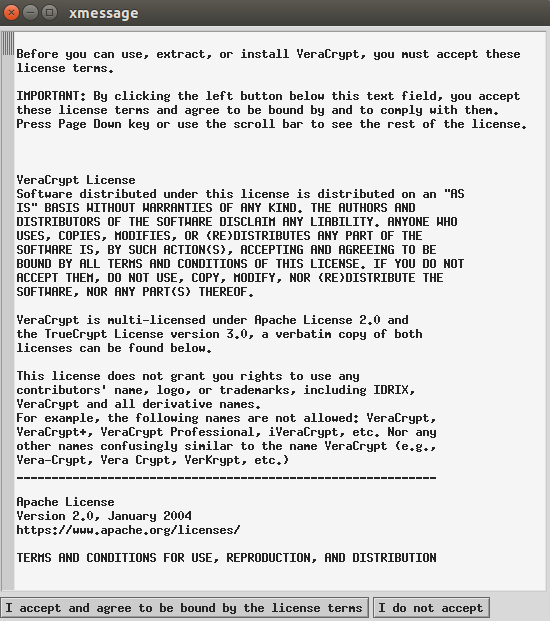 xmessage
Before you can use, extract, or install VeraCrypt, you must accept these
license terms.
IMPORTANT: By clicking the left button below this text field, you accept
these license terms and agree to be bound by and to comply with them.
Press Page Down key or use the scroll bar to see the rest of the license.
VeraCrypt License
Software distributed under this license is distributed on an "AS
IS" BASIS WITHOUT WARRANTIES OF ANY KIND. THE AUTHORS AND
DISTRIBUTORS OF THE SOFTWARE DISCLAIM ANY LIABILITY. ANYONE WHO
USES, COPIES, MODIFIES, OR (RE)DISTRIBUTES ANY PART OF THE
SOFTWARE IS, BY SUCH ACTION(S), ACCEPTING AND AGREEING TO BE
BOUND BY ALL TERMS AND CONDITIONS OF THIS LICENSE. IF YOU DO NOT
ACCEPT THEM, DO NOT USE, COPY, MODIFY, NOR (RE)DISTRIBUTE THE
SOFTWARE, NOR ANY PART(S) THEREOF.
VeraCrypt is multi-licensed under Apache License 2.0 and
the TrueCrypt License version 3.0, a verbatim copy of both
licenses can be found below.
This license does not grant you rights to use any
contributors' name, logo, or trademarks, including IDRIX,
VeraCrypt and all derivative names.
For example, the following names are not allowed: VeraCrypt,
VeraCrypt+, VeraCrypt Professional, iVeraCrypt, etc. Nor any
other names confusingly similar to the name VeraCrypt (e.g.,
Vera-Crypt, Vera Crypt, VerKrypt, etc.)
____________________________________________________________
Apache License
Version 2.0, January 2004
https://www.apache.org/licenses/
TERMS AND CONDITIONS FOR USE, REPRODUCTION, AND DISTRIBUTION
I accept and agree to be bound by the license terms
I do not accept